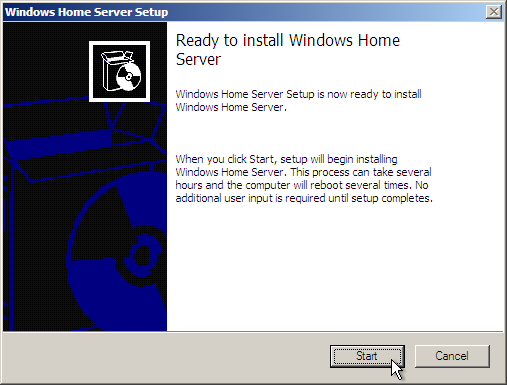 Windows Home Server Setup
Ready to install Windows Home
Server
Windows Home Server Setup is now ready to install
Windows Home Server.
When you click Start, setup will begin installing
Windows Home Server. This process can take several
hours and the computer will reboot several times. No
additional user input is required until setup completes.
Start
Cancel